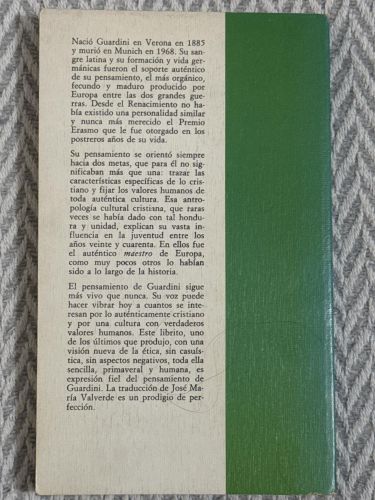 Nació Guardini en Verona en 1885
y murió en Munich en 1968. Su san-
gre latina y su formación y vida ger-
mánicas fueron el soporte auténtico
de su pensamiento, el más orgánico,
fecundo y maduro producido por
Europa entre las dos grandes gue-
rras. Desde el Renacimiento no ha-
bía existido una personalidad similar
y nunca más merecido el Premio
Erasmo que le fue otorgado en los
postreros años de su vida.
Su pensamiento se orientó siempre
hacia dos metas, que para él no sig-
nificaban más que una: trazar las
características específicas de lo cris-
tiano y fijar los valores humanos de
toda auténtica cultura. Esa antro-
pología cultural cristiana, que raras
veces se había dado con tal hondu-
ra y unidad, explican su vasta in-
fluencia en la juventud entre los
años veinte y cuarenta. En ellos fue
el auténtico maestro de Europa,
como muy pocos otros lo habían
sido a lo largo de la historia.
El pensamiento de Guardini sigue
más vivo que nunca. Su voz puede
hacer vibrar hoy a cuantos se inte-
resan por lo auténticamente cristiano
y por una cultura con verdaderos
valores humanos. Este librito, uno
de los últimos que produjo, con una
visión nueva de la ética, sin casuís-
tica, sin aspectos negativos, toda ella
sencilla, primaveral y humana, es
expresión fiel del pensamiento de
Guardini. La traducción de José Ma-
ría Valverde es un prodigio de per-
fección.